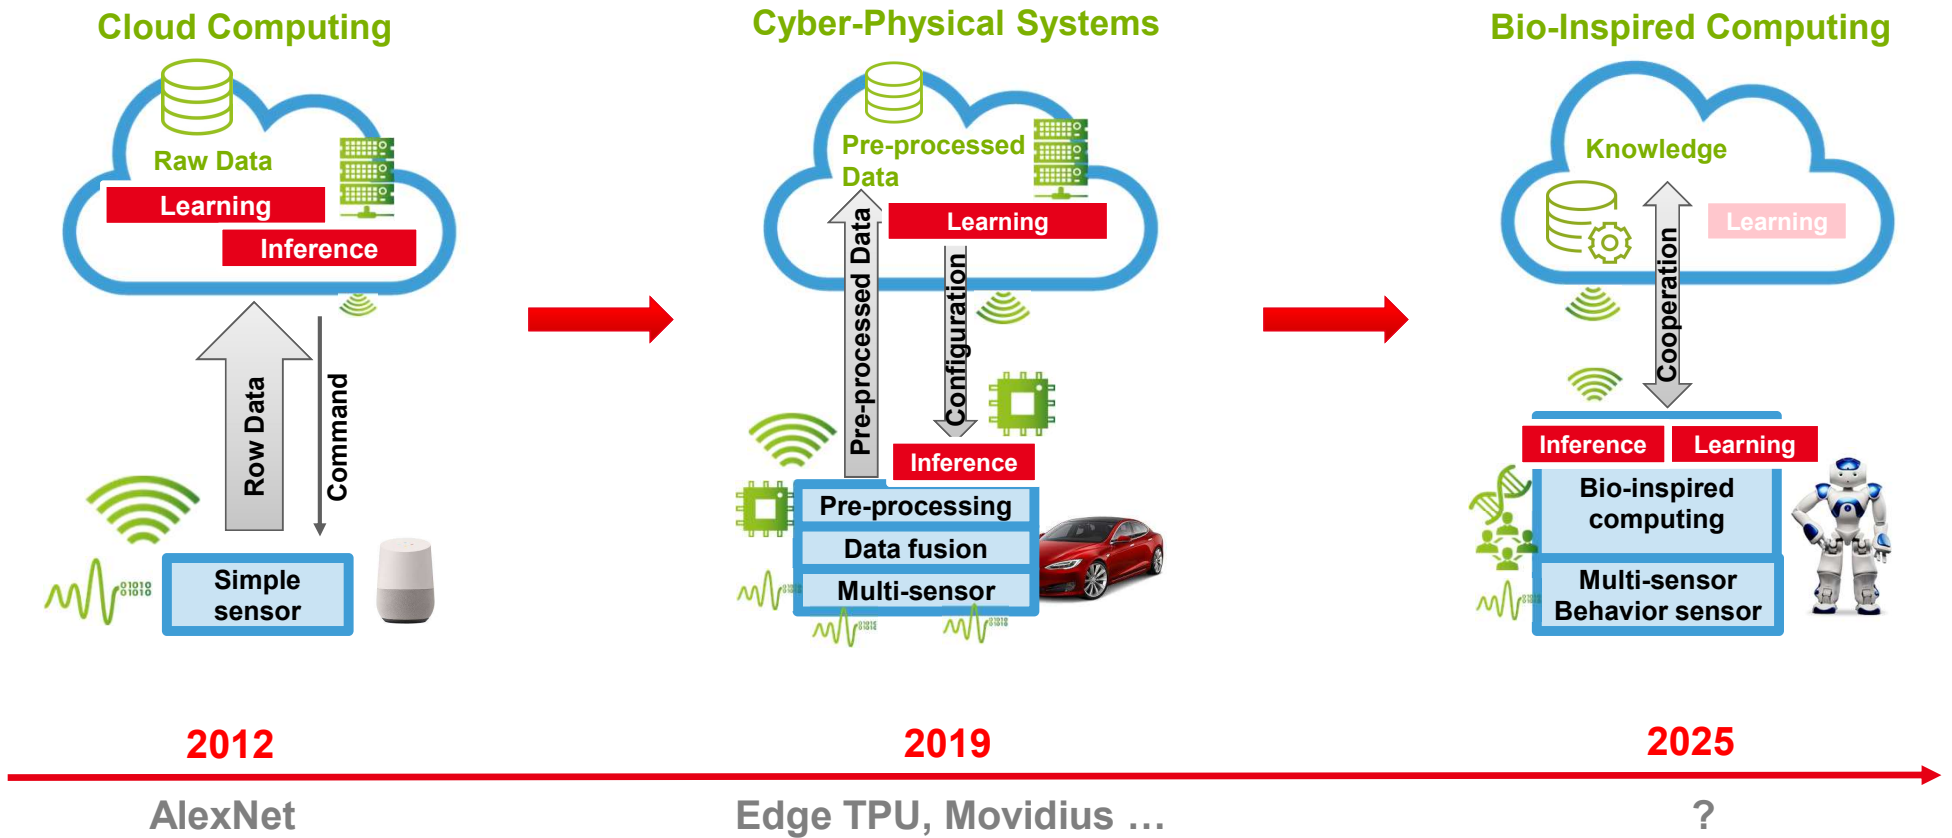 Cloud Computing
Raw Data
Learning
Inference
Row Data
Command
01010
01010
Simple
sensor
2012
AlexNet
Cyber-Physical Systems
Pre-processed
Data
Learning
Pre-processed Data
Configuration
Inference
Pre-processing
Data fusion
Multi-sensor
2019
Edge TPU, Movidius …
Bio-Inspired Computing
Knowledge
Learning
Cooperation
Inference
Learning
Bio-inspired
computing
Multi-sensor
Behavior sensor
2025
?